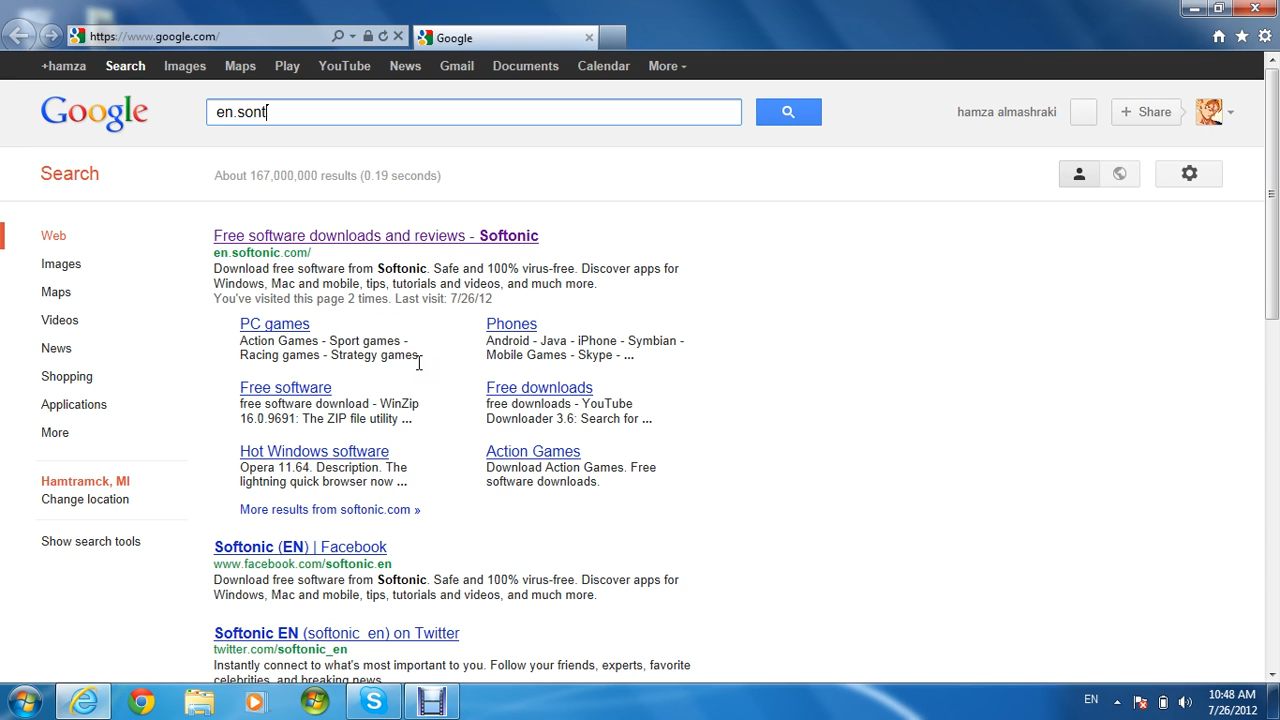 https://www.google.com/
Google
+hamza Search Images Maps Play YouTube News Gmail Documents Calendar More
Google
en.sont
hamza almashraki
+ Share
Search
About 167,000,000 results (0.19 seconds)
Web
Images
Maps
Videos
News
Shopping
Applications
More
Hamtramck, MI
Change location
Show search tools
Free software downloads and reviews - Softonic
en.softonic.com/
Download free software from Softonic. Safe and 100% virus-free. Discover apps for
Windows, Mac and mobile, tips, tutorials and videos, and much more.
You've visited this page 2 times. Last visit: 7/26/12
PC games
Action Games - Sport games -
Racing games - Strategy games
Phones
Android - Java - iPhone - Symbian -
Mobile Games - Skype - ...
Free software
free software download - WinZip
16.0.9691: The ZIP file utility ...
Free downloads
free downloads - YouTube
Downloader 3.6: Search for ...
Hot Windows software
Opera 11.64. Description. The
lightning quick browser now ...
Action Games
Download Action Games. Free
software downloads.
More results from softonic.com »
Softonic (EN) | Facebook
www.facebook.com/softonic.en
Download free software from Softonic. Safe and 100% virus-free. Discover apps for
Windows, Mac and mobile, tips, tutorials and videos, and much more.
Softonic EN (softonic_en) on Twitter
twitter.com/softonic_en
Instantly connect to what's most important to you. Follow your friends, experts, favorite
celebrities, and breaking news.
EN
10:48 AM
7/26/2012